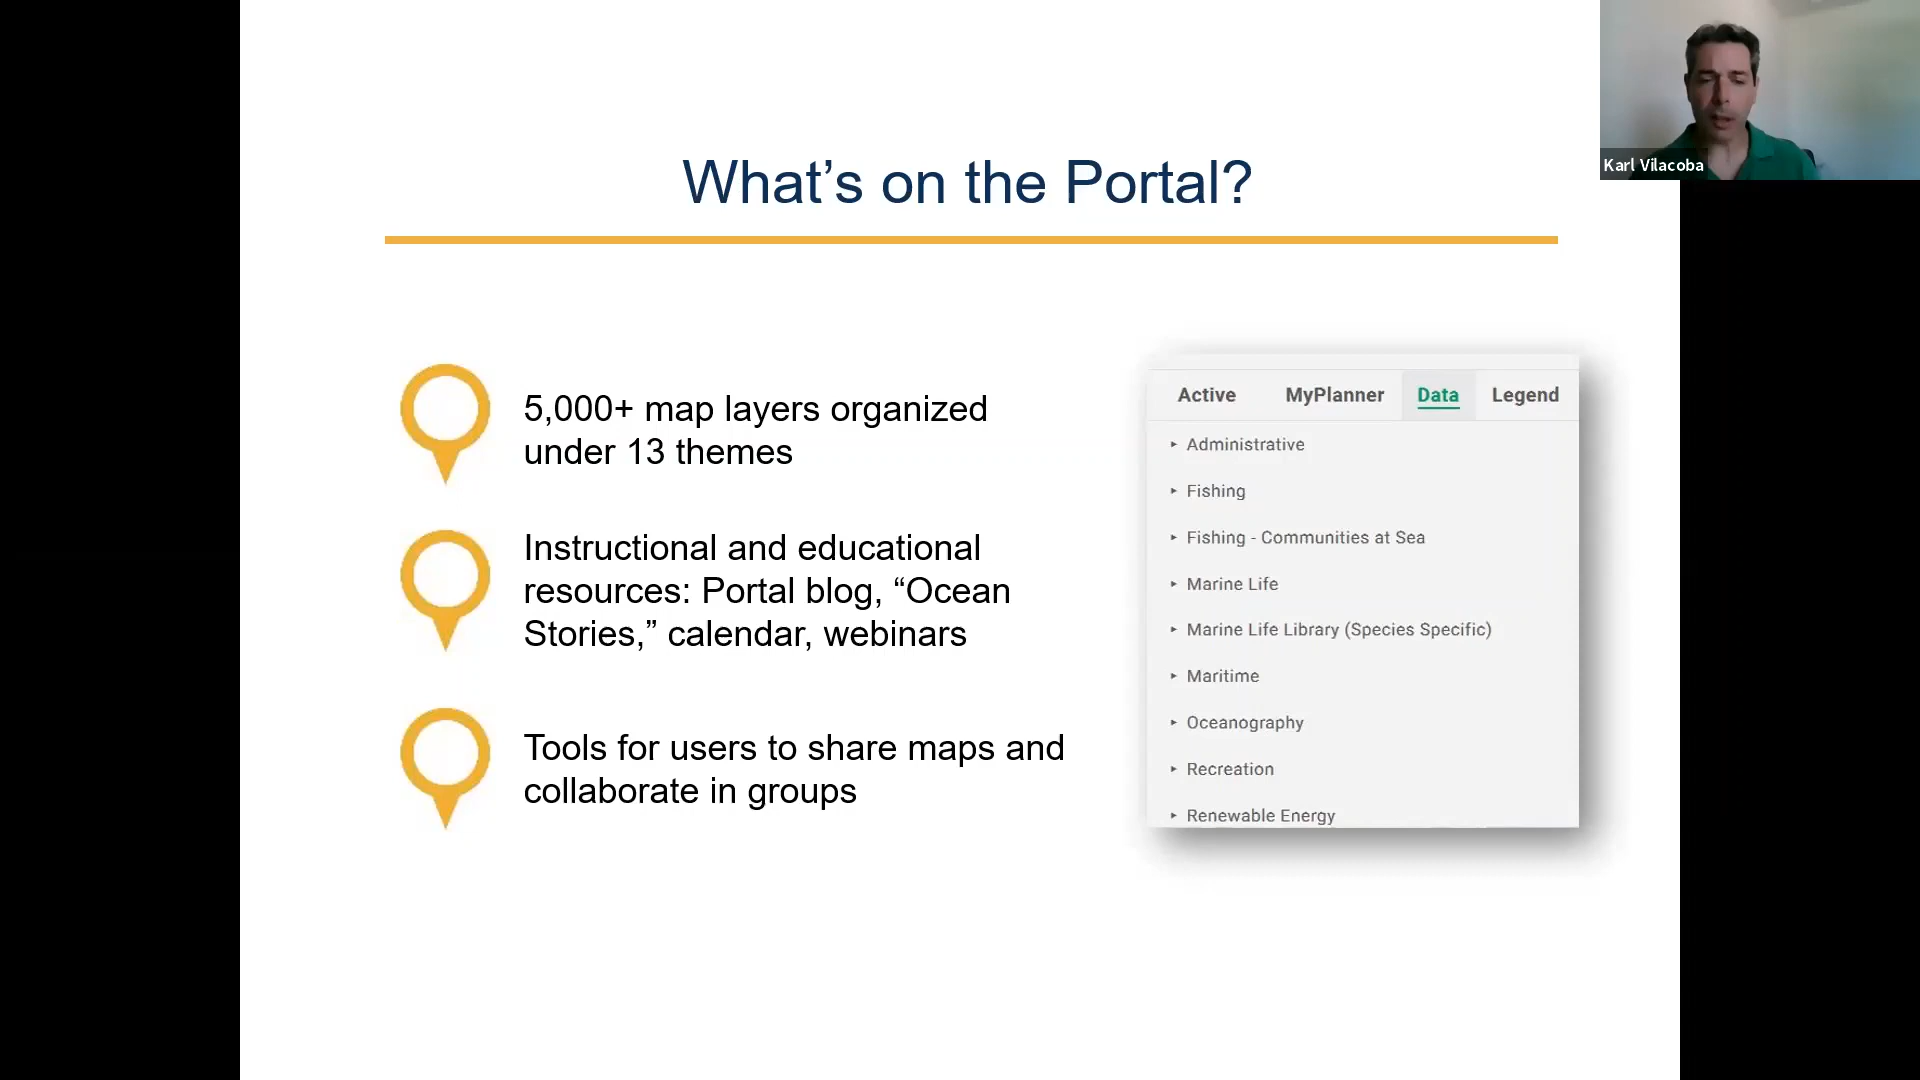 What’s on the Portal?
Karl Vilacoba
5,000+ map layers organized
under 13 themes
Instructional and educational
resources: Portal blog, “Ocean
Stories,” calendar, webinars
Tools for users to share maps and
collaborate in groups
Active MyPlanner Data Legend
Administrative
Fishing
Fishing - Communities at Sea
Marine Life
Marine Life Library (Species Specific)
Maritime
Oceanography
Recreation
Renewable Energy